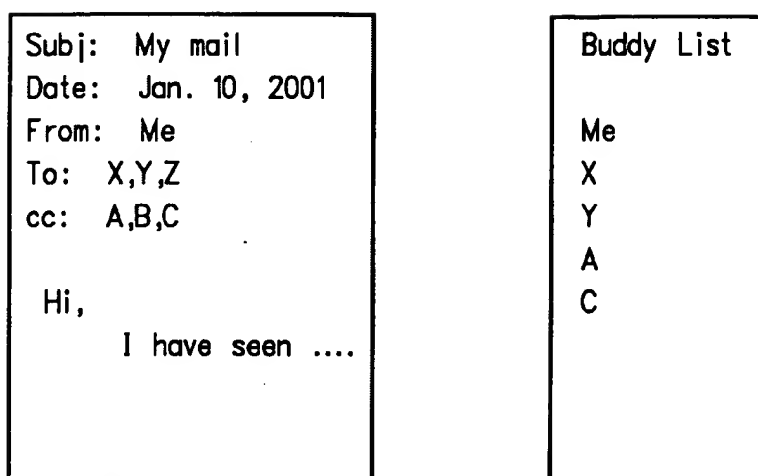 Subj: My mail
Date: Jan. 10, 2001
From: Me
To: X,Y,Z
cc: A,B,C
Hi,
I have seen ....
Buddy List
Me
X
Y
A
C